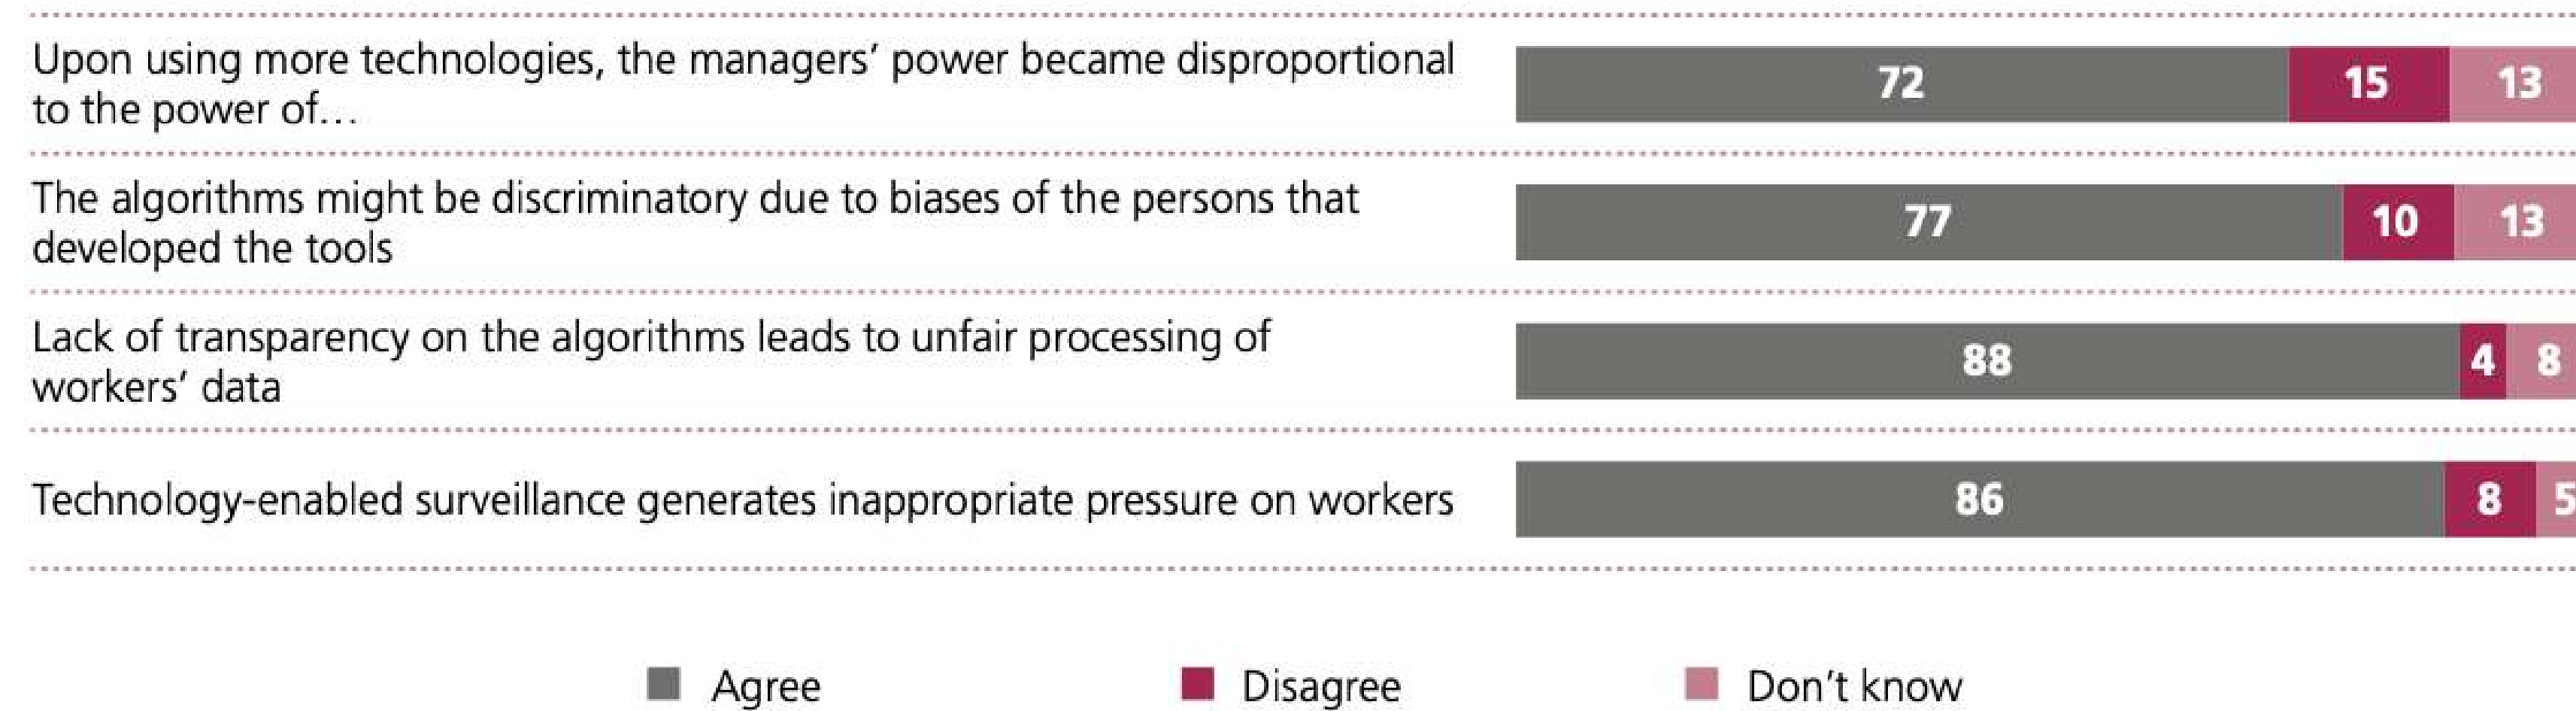 Upon using more technologies, the managers’ power became disproportional
to the power of…
72 15 13
The algorithms might be discriminatory due to biases of the persons that
developed the tools
77 10 13
Lack of transparency on the algorithms leads to unfair processing of
workers’ data
88 4 8
Technology-enabled surveillance generates inappropriate pressure on workers
86 8 5
Agree Disagree Don’t know